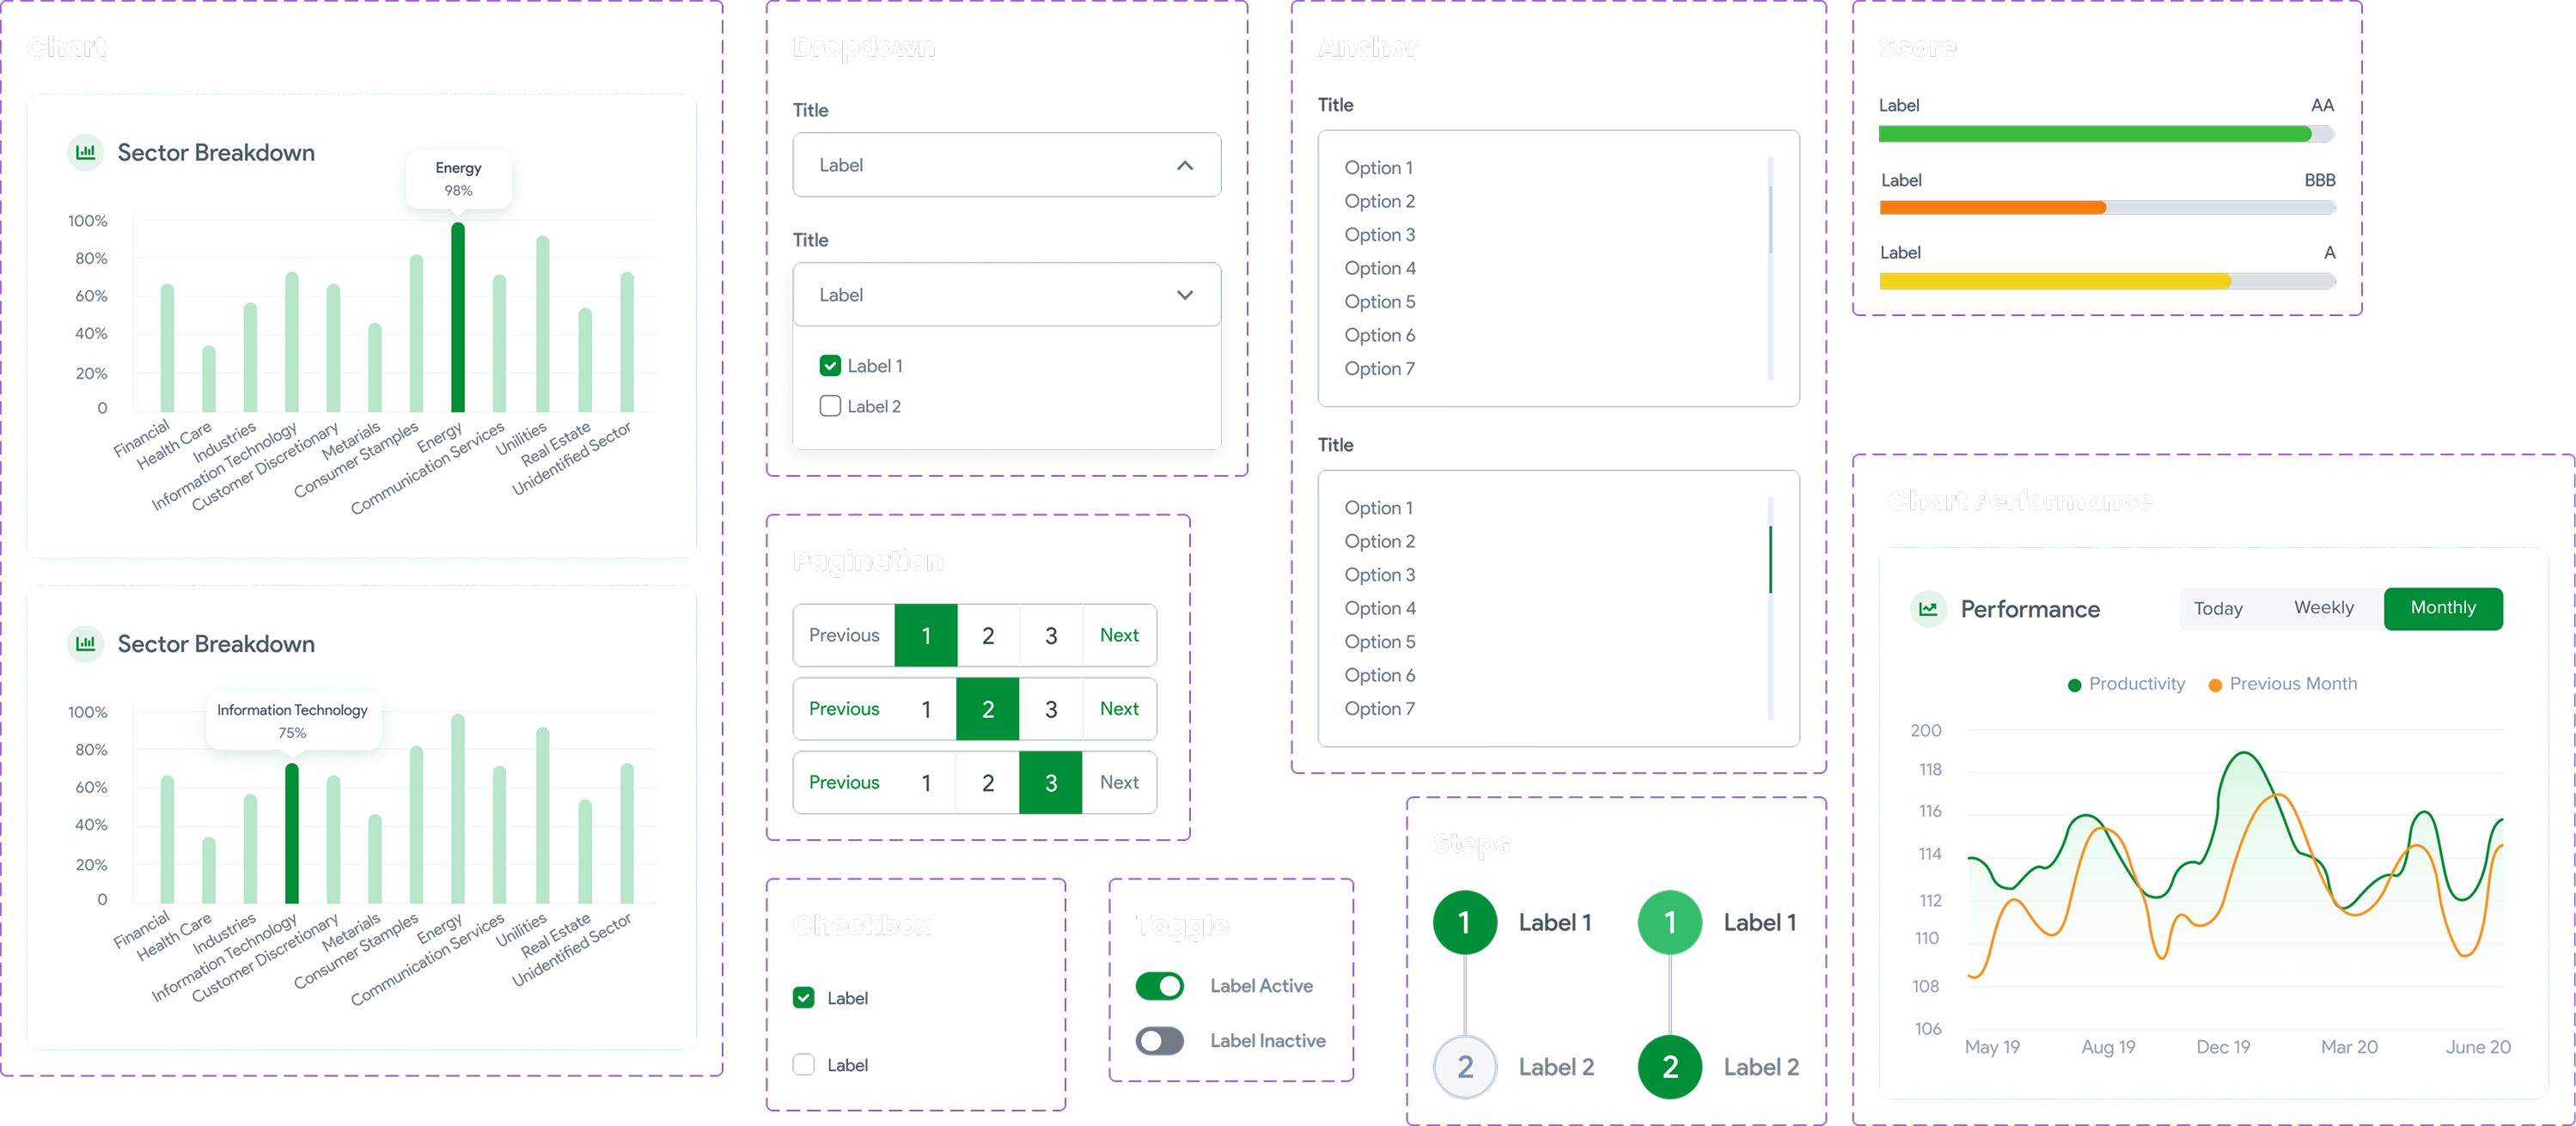 Chart
Sector Breakdown
Energy
98%
100%
80%
60%
40%
20%
0
Financial
Health Care
Industries
Information Technology
Customer Discretionary
Metarials
Consumer Stamples
Energy
Communication Services
Unilities
Real Estate
Unidentified Sector
Sector Breakdown
Information Technology
75%
100%
80%
60%
40%
20%
0
Financial
Health Care
Industries
Information Technology
Customer Discretionary
Metarials
Consumer Stamples
Energy
Communication Services
Unilities
Real Estate
Unidentified Sector
Dropdown
Title
Label
Title
Label
Label 1
Label 2
Pagination
Previous 1 2 3 Next
Previous 1 2 3 Next
Previous 1 2 3 Next
Checkbox
Label
Label
Toggle
Label Active
Label Inactive
Anchor
Title
Option 1
Option 2
Option 3
Option 4
Option 5
Option 6
Option 7
Title
Option 1
Option 2
Option 3
Option 4
Option 5
Option 6
Option 7
Steps
1 Label 1
2 Label 2
1 Label 1
2 Label 2
Score
Label AA
Label BBB
Label A
Chart Performance
Performance
Today Weekly Monthly
Productivity Previous Month
200
118
116
114
112
110
108
106
May 19 Aug 19 Dec 19 Mar 20 June 20